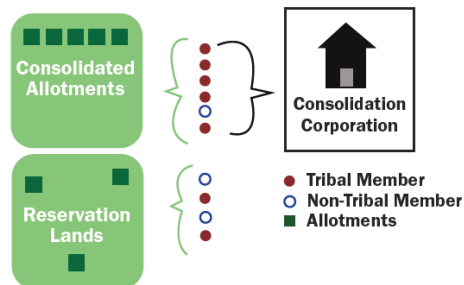 Consolidated
Allotments
Consolidation
Corporation
Reservation
Lands
Tribal Member
Non-Tribal Member
Allotments